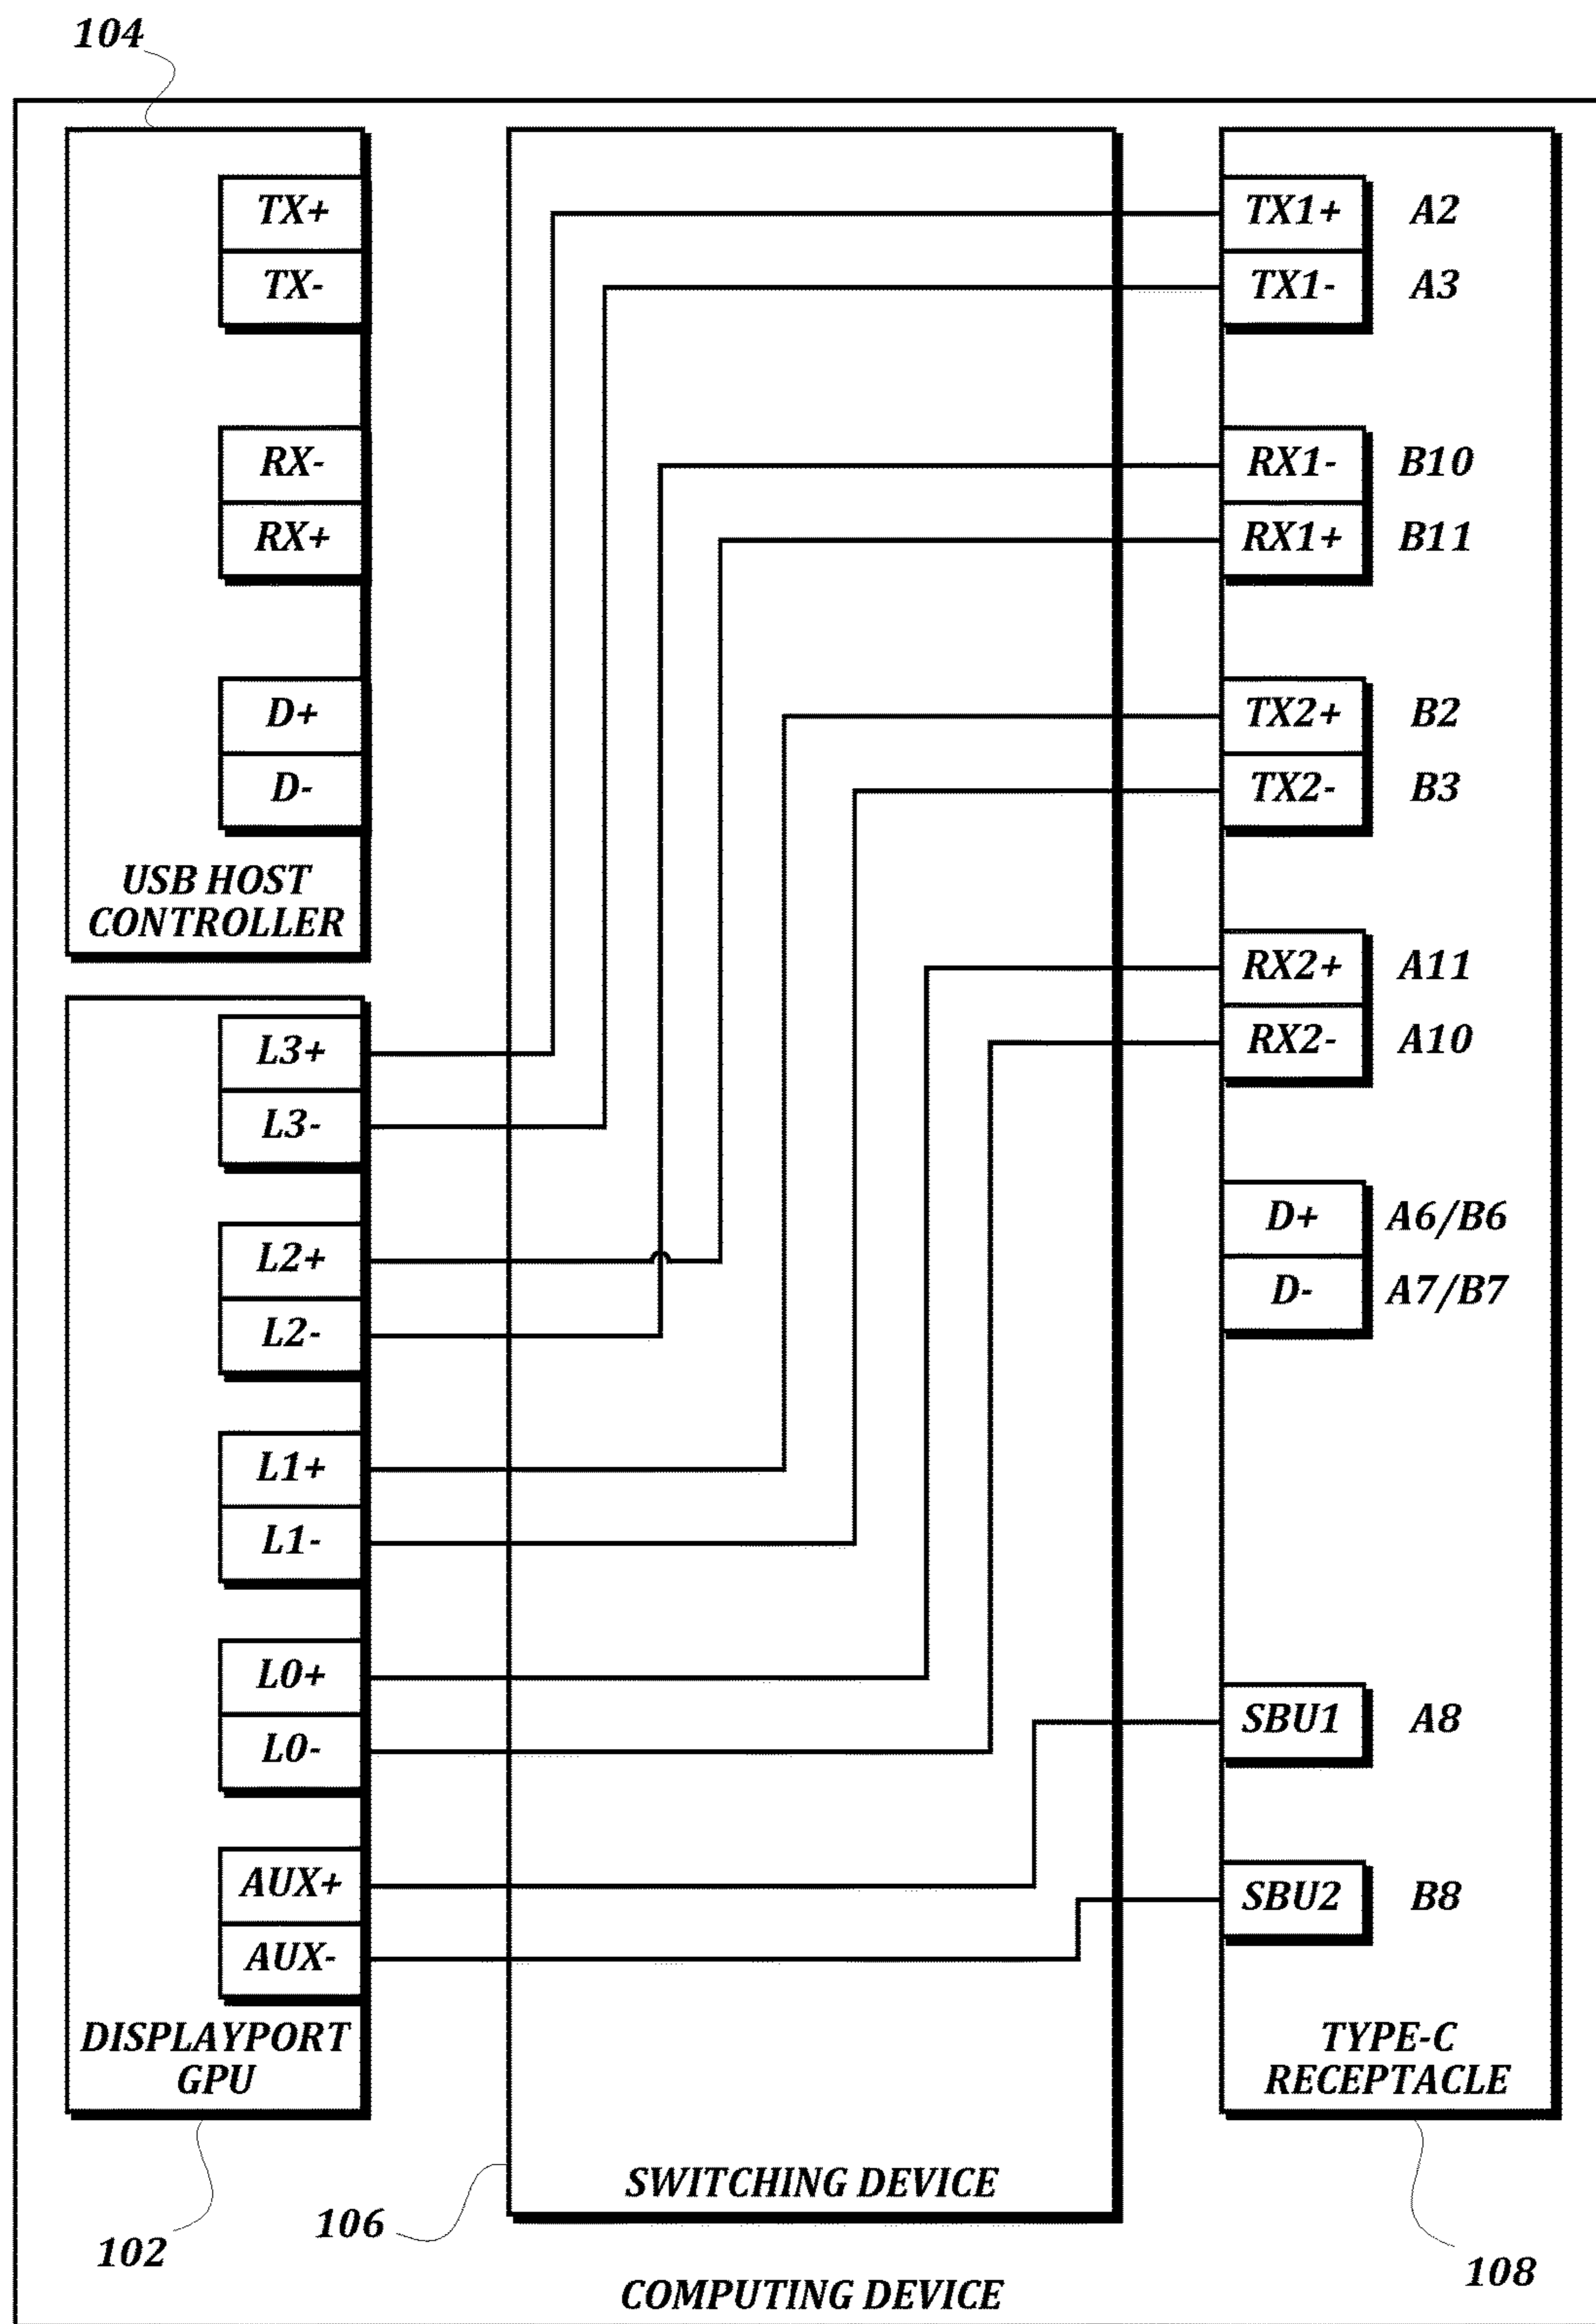 104
TX+
TX-
RX-
RX+
D+
D-
USB HOST
CONTROLLER
L3+
L3-
L2+
L2-
L1+
L1-
L0+
L0-
AUX+
AUX-
DISPLAYPORT
GPU
102
106
SWITCHING DEVICE
COMPUTING DEVICE
TX1+ A2
TX1- A3
RX1- B10
RX1+ B11
TX2+ B2
TX2- B3
RX2+ A11
RX2- A10
D+ A6/B6
D- A7/B7
SBU1 A8
SBU2 B8
TYPE-C
RECEPTACLE
108